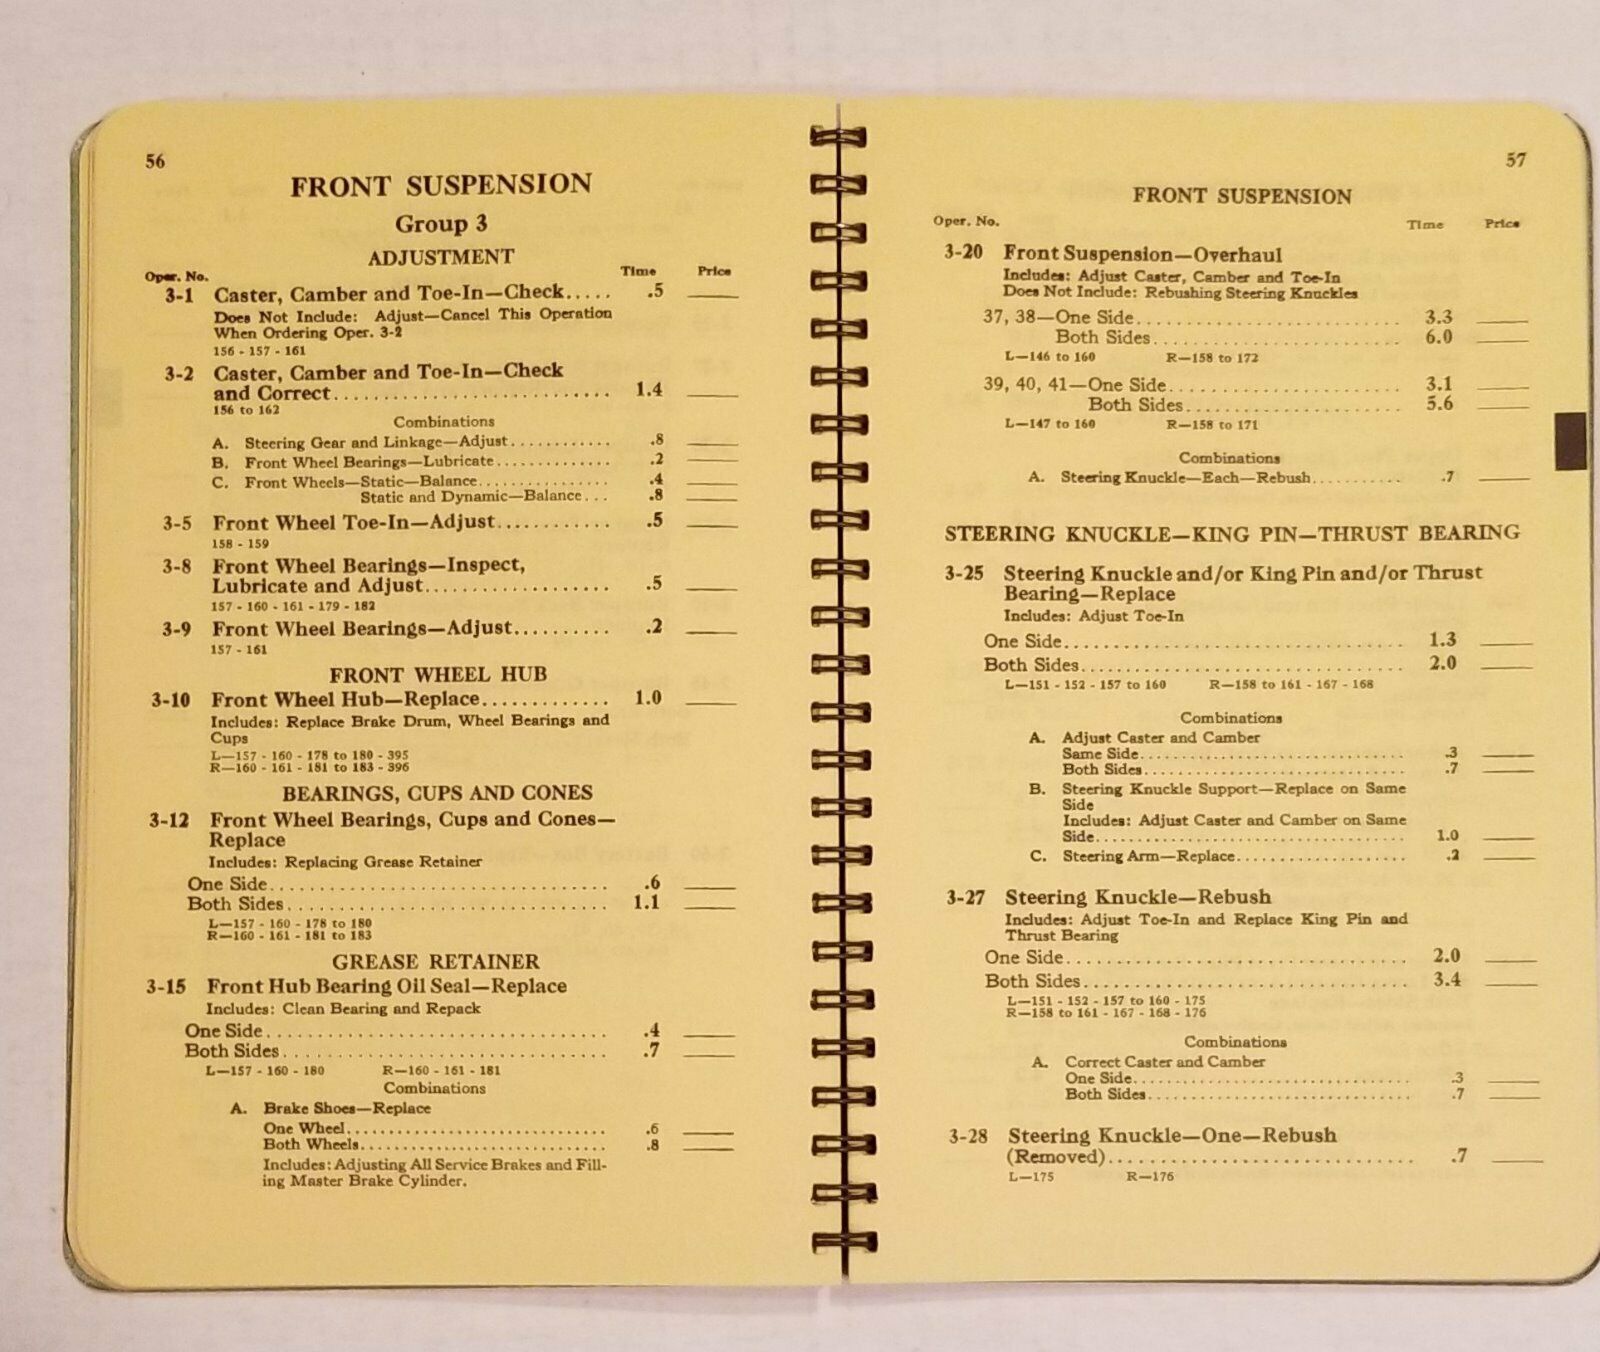 56
FRONT SUSPENSION
Group 3
ADJUSTMENT
Oper. No. Time Price
3-1 Caster, Camber and Toe-In—Check..... .5
Does Not Include: Adjust—Cancel This Operation
When Ordering Oper. 3-2
156 - 157 - 161
3-2 Caster, Camber and Toe-In—Check
and Correct............................ 1.4
156 to 162
Combinations
A. Steering Gear and Linkage—Adjust............ .8
B. Front Wheel Bearings—Lubricate.............. .2
C. Front Wheels—Static—Balance................ .4
Static and Dynamic—Balance... .8
3-5 Front Wheel Toe-In—Adjust............ .5
158 - 159
3-8 Front Wheel Bearings—Inspect,
Lubricate and Adjust................... .5
157 - 160 - 161 - 179 - 182
3-9 Front Wheel Bearings—Adjust.......... .2
157 - 161
FRONT WHEEL HUB
3-10 Front Wheel Hub—Replace............. 1.0
Includes: Replace Brake Drum, Wheel Bearings and
Cups
L—157 - 160 - 178 to 180 - 395
R—160 - 161 - 181 to 183 - 396
BEARINGS, CUPS AND CONES
3-12 Front Wheel Bearings, Cups and Cones—
Replace
Includes: Replacing Grease Retainer
One Side.................................. .6
Both Sides................................ 1.1
L—157 - 160 - 178 to 180
R—160 - 161 - 181 to 183
GREASE RETAINER
3-15 Front Hub Bearing Oil Seal—Replace
Includes: Clean Bearing and Repack
One Side.................................. .4
Both Sides................................ .7
L—157 - 160 - 180 R—160 - 161 - 181
Combinations
A. Brake Shoes—Replace
One Wheel............................... .6
Both Wheels............................. .8
Includes: Adjusting All Service Brakes and Fill-
ing Master Brake Cylinder.
57
FRONT SUSPENSION
Oper. No. Time Price
3-20 Front Suspension—Overhaul
Includes: Adjust Caster, Camber and Toe-In
Does Not Include: Rebushing Steering Knuckles
37, 38—One Side.......................... 3.3
Both Sides........................ 6.0
L—146 to 160 R—158 to 172
39, 40, 41—One Side....................... 3.1
Both Sides..................... 5.6
L—147 to 160 R—158 to 171
Combinations
A. Steering Knuckle—Each—Rebush........... .7
STEERING KNUCKLE—KING PIN—THRUST BEARING
3-25 Steering Knuckle and/or King Pin and/or Thrust
Bearing—Replace
Includes: Adjust Toe-In
One Side.................................. 1.3
Both Sides................................ 2.0
L—151 - 152 - 157 to 160 R—158 to 161 - 167 - 168
Combinations
A. Adjust Caster and Camber
Same Side................................ .3
Both Sides............................... .7
B. Steering Knuckle Support—Replace on Same
Side
Includes: Adjust Caster and Camber on Same
Side..................................... 1.0
C. Steering Arm—Replace..................... .2
3-27 Steering Knuckle—Rebush
Includes: Adjust Toe-In and Replace King Pin and
Thrust Bearing
One Side.................................. 2.0
Both Sides................................ 3.4
L—151 - 152 - 157 to 160 - 175
R—158 to 161 - 167 - 168 - 176
Combinations
A. Correct Caster and Camber
One Side................................. .3
Both Sides............................... .7
3-28 Steering Knuckle—One—Rebush
(Removed)............................... .7
L—175 R—176